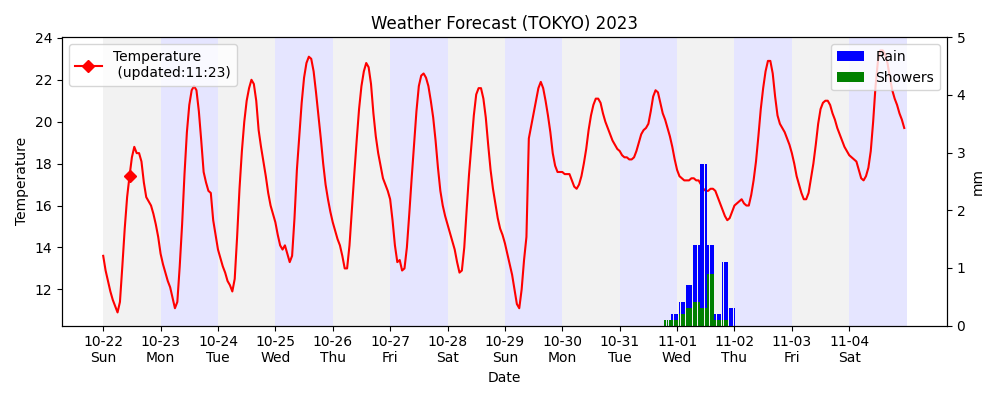 Weather Forecast (TOKYO) 2023
Temperature
(updated:11:23)
Rain
Showers
Temperature
24
22
20
18
16
14
12
5
4
3
2
1
0
mm
10-22 10-23 10-24 10-25 10-26 10-27 10-28 10-29 10-30 10-31 11-01 11-02 11-03 11-04
Sun Mon Tue Wed Thu Fri Sat Sun Mon Tue Wed Thu Fri Sat
Date